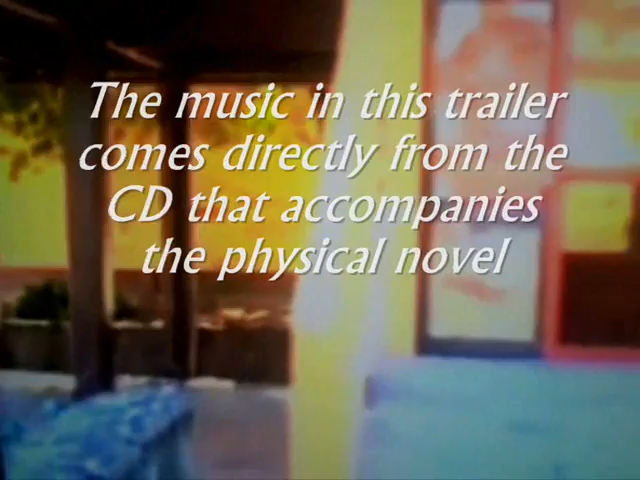 The music in this trailer
comes directly from the
CD that accompanies
the physical novel